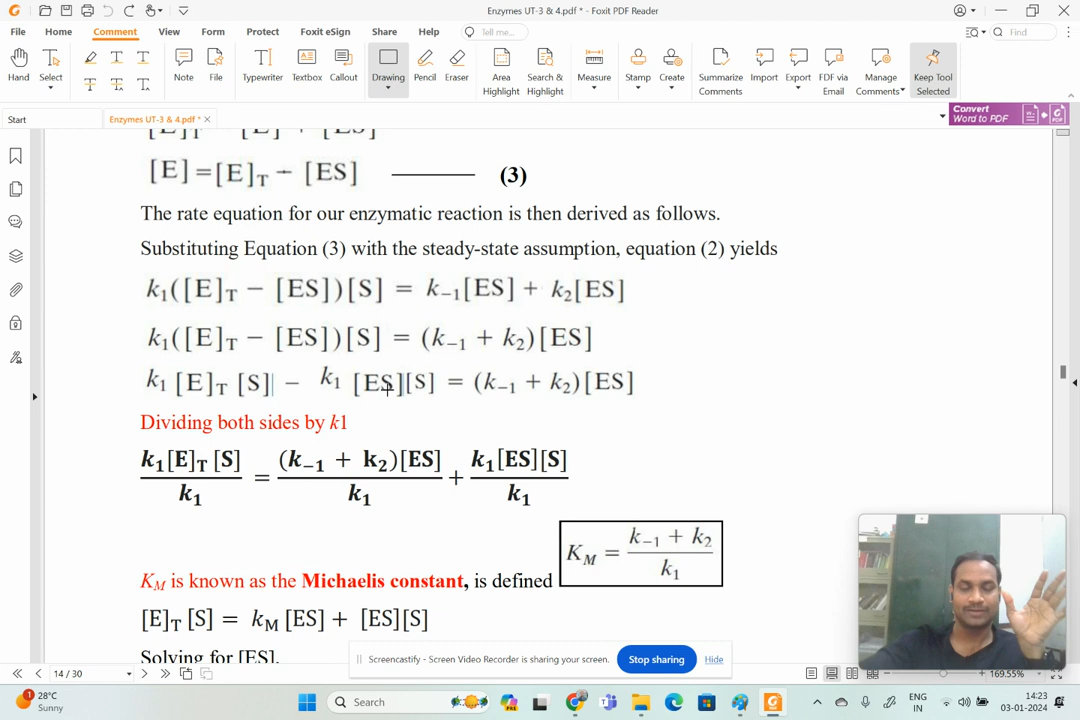 Enzymes UT-3 & 4.pdf * - Foxit PDF Reader
File Home Comment View Form Protect Foxit eSign Share Help Tell me... Find
Hand Select Note File Typewriter Textbox Callout Drawing Pencil Eraser Area Highlight Search & Highlight Measure Stamp Create Summarize Comments Import Export FDF via Email Manage Comments Keep Tool Selected
Start Enzymes UT-3 & 4.pdf * Convert Word to PDF
[E] = [E]T − [ES] (3)
The rate equation for our enzymatic reaction is then derived as follows.
Substituting Equation (3) with the steady-state assumption, equation (2) yields
k₁([E]T − [ES])[S] = k₋₁[ES] + k₂[ES]
k₁([E]T − [ES])[S] = (k₋₁ + k₂)[ES]
k₁ [E]T [S] − k₁ [ES][S] = (k₋₁ + k₂)[ES]
Dividing both sides by k1
k₁[E]T [S] / k₁ = (k₋₁ + k₂)[ES] / k₁ + k₁[ES][S] / k₁
KM = k₋₁ + k₂ / k₁
KM is known as the Michaelis constant, is defined
[E]T [S] = kM [ES] + [ES][S]
Solving for [ES],
Screencastify - Screen Video Recorder is sharing your screen. Stop sharing Hide
14 / 30 169.55%
28°C
Sunny
Search
ENG
IN
14:23
03-01-2024